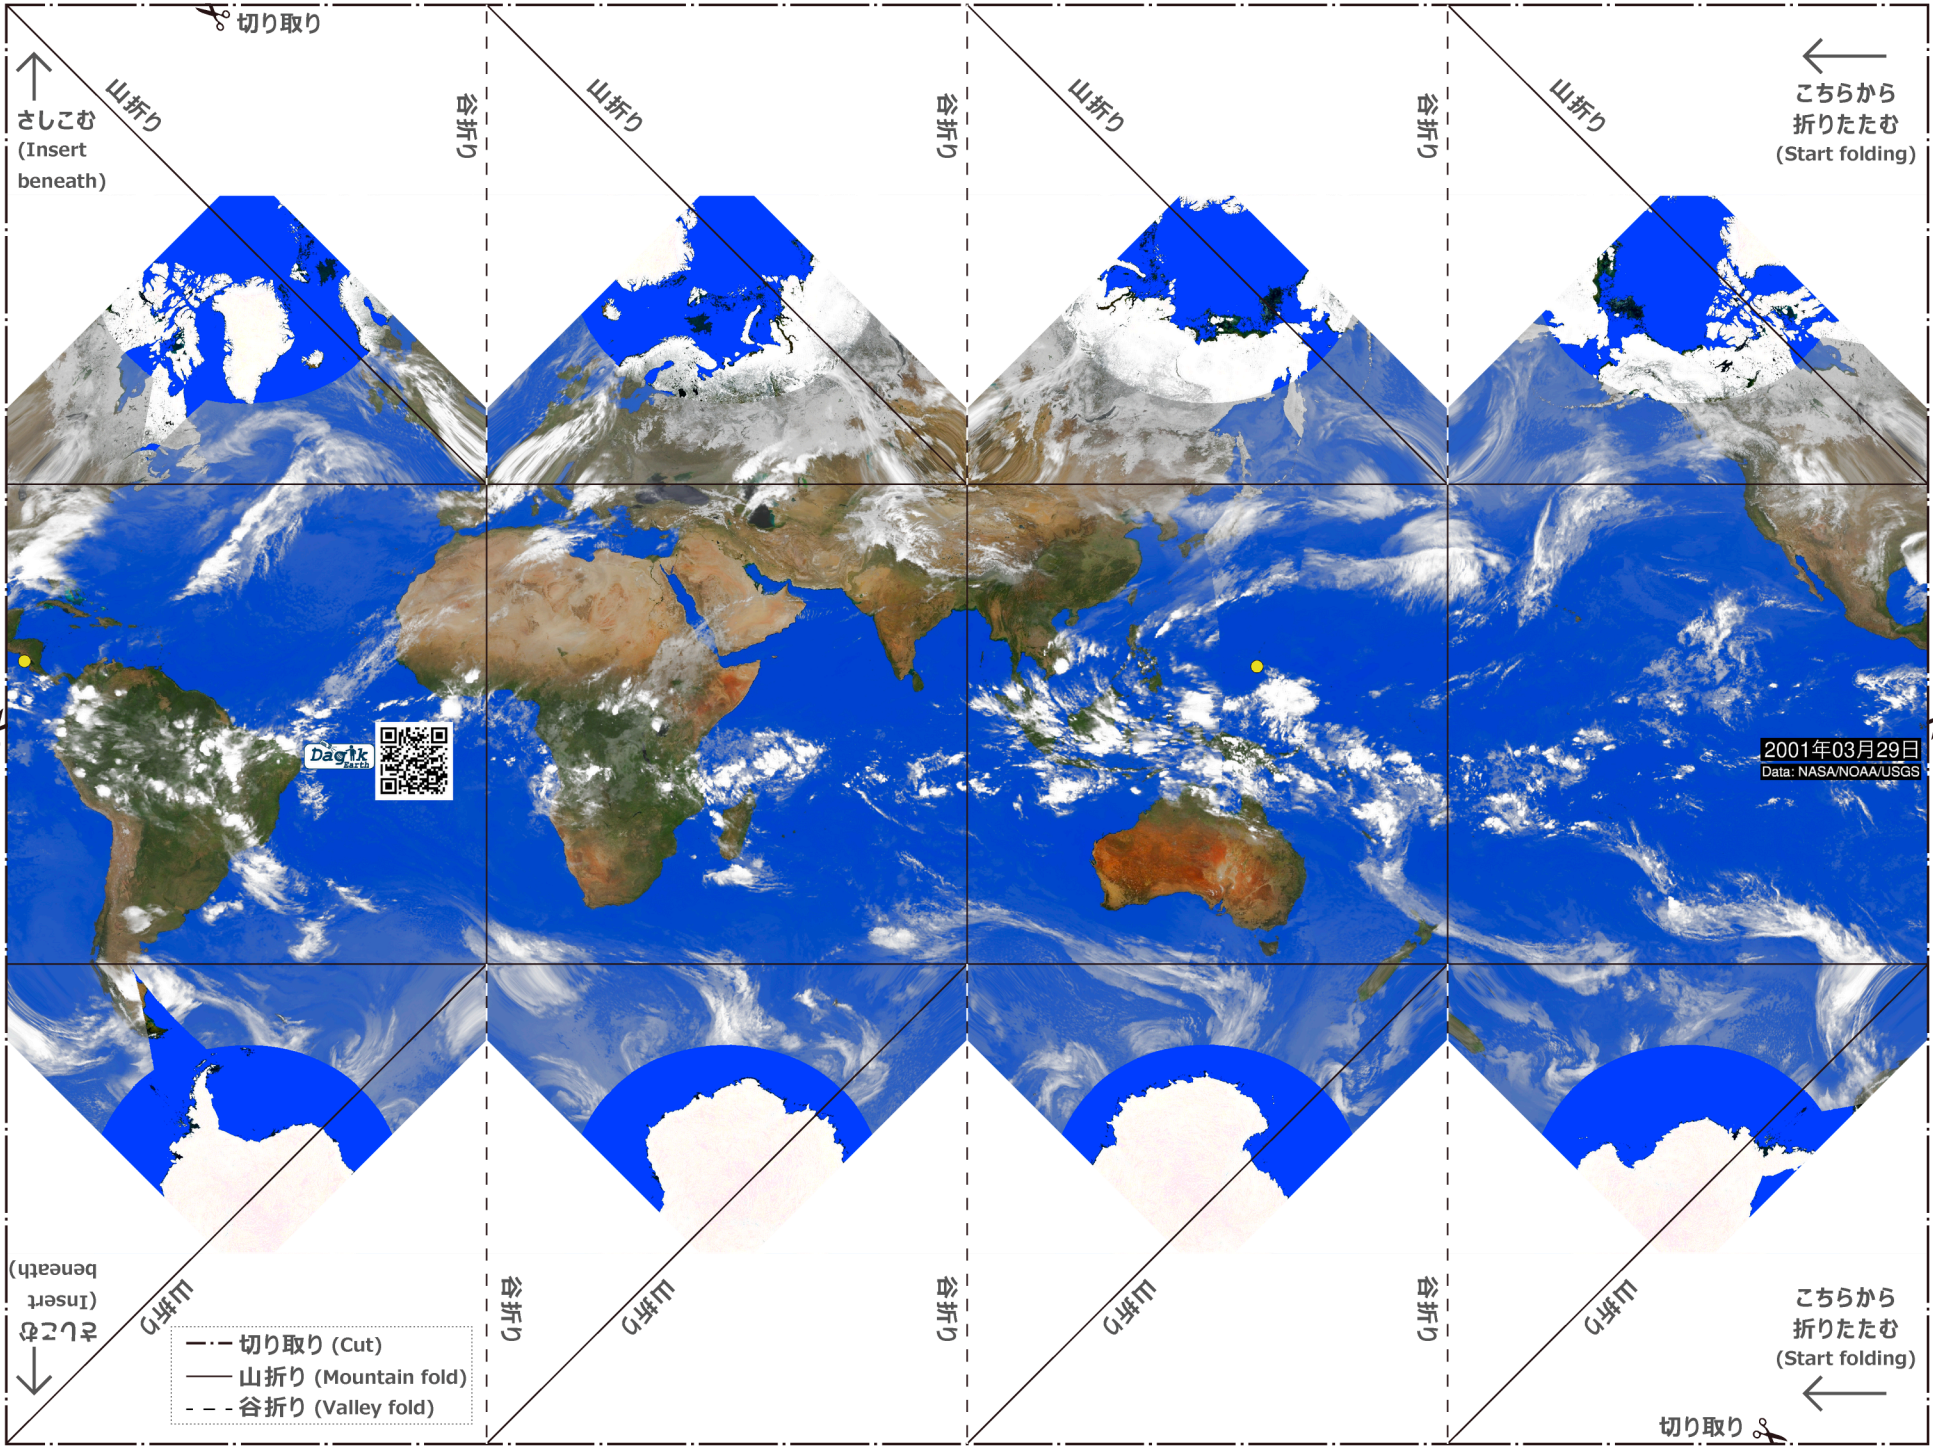 切り取り
さしこむ
(Insert
beneath)
山折り
谷折り
山折り
谷折り
山折り
谷折り
山折り
こちらから
折りたたむ
(Start folding)
Dagik
Earth
2001年03月29日
Data: NASA/NOAA/USGS
さしこむ
(Insert
beneath)
山折り
谷折り
山折り
谷折り
山折り
谷折り
山折り
こちらから
折りたたむ
(Start folding)
切り取り (Cut)
山折り (Mountain fold)
谷折り (Valley fold)
切り取り